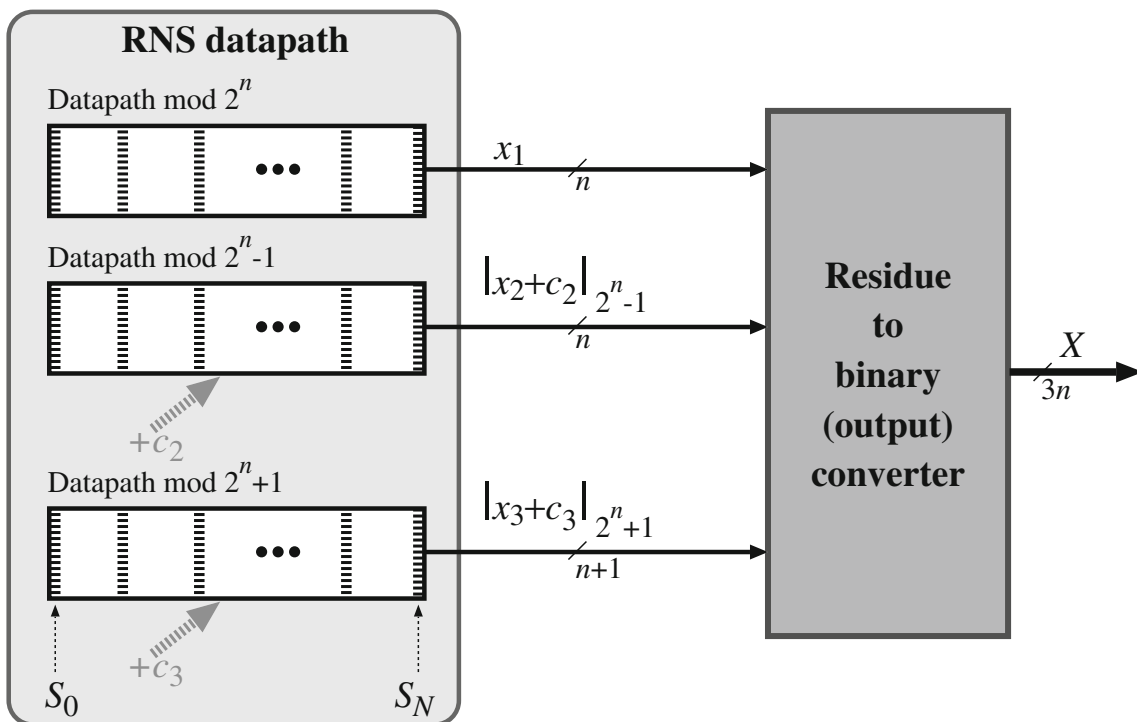 RNS datapath
Datapath mod 2^n
•••
x₁
n
Datapath mod 2^n-1
•••
|x₂+c₂|_{2^n-1}
n
+c₂
Datapath mod 2^n+1
•••
|x₃+c₃|_{2^n+1}
n+1
+c₃
S₀
S_N
Residue
to
binary
(output)
converter
X
3n